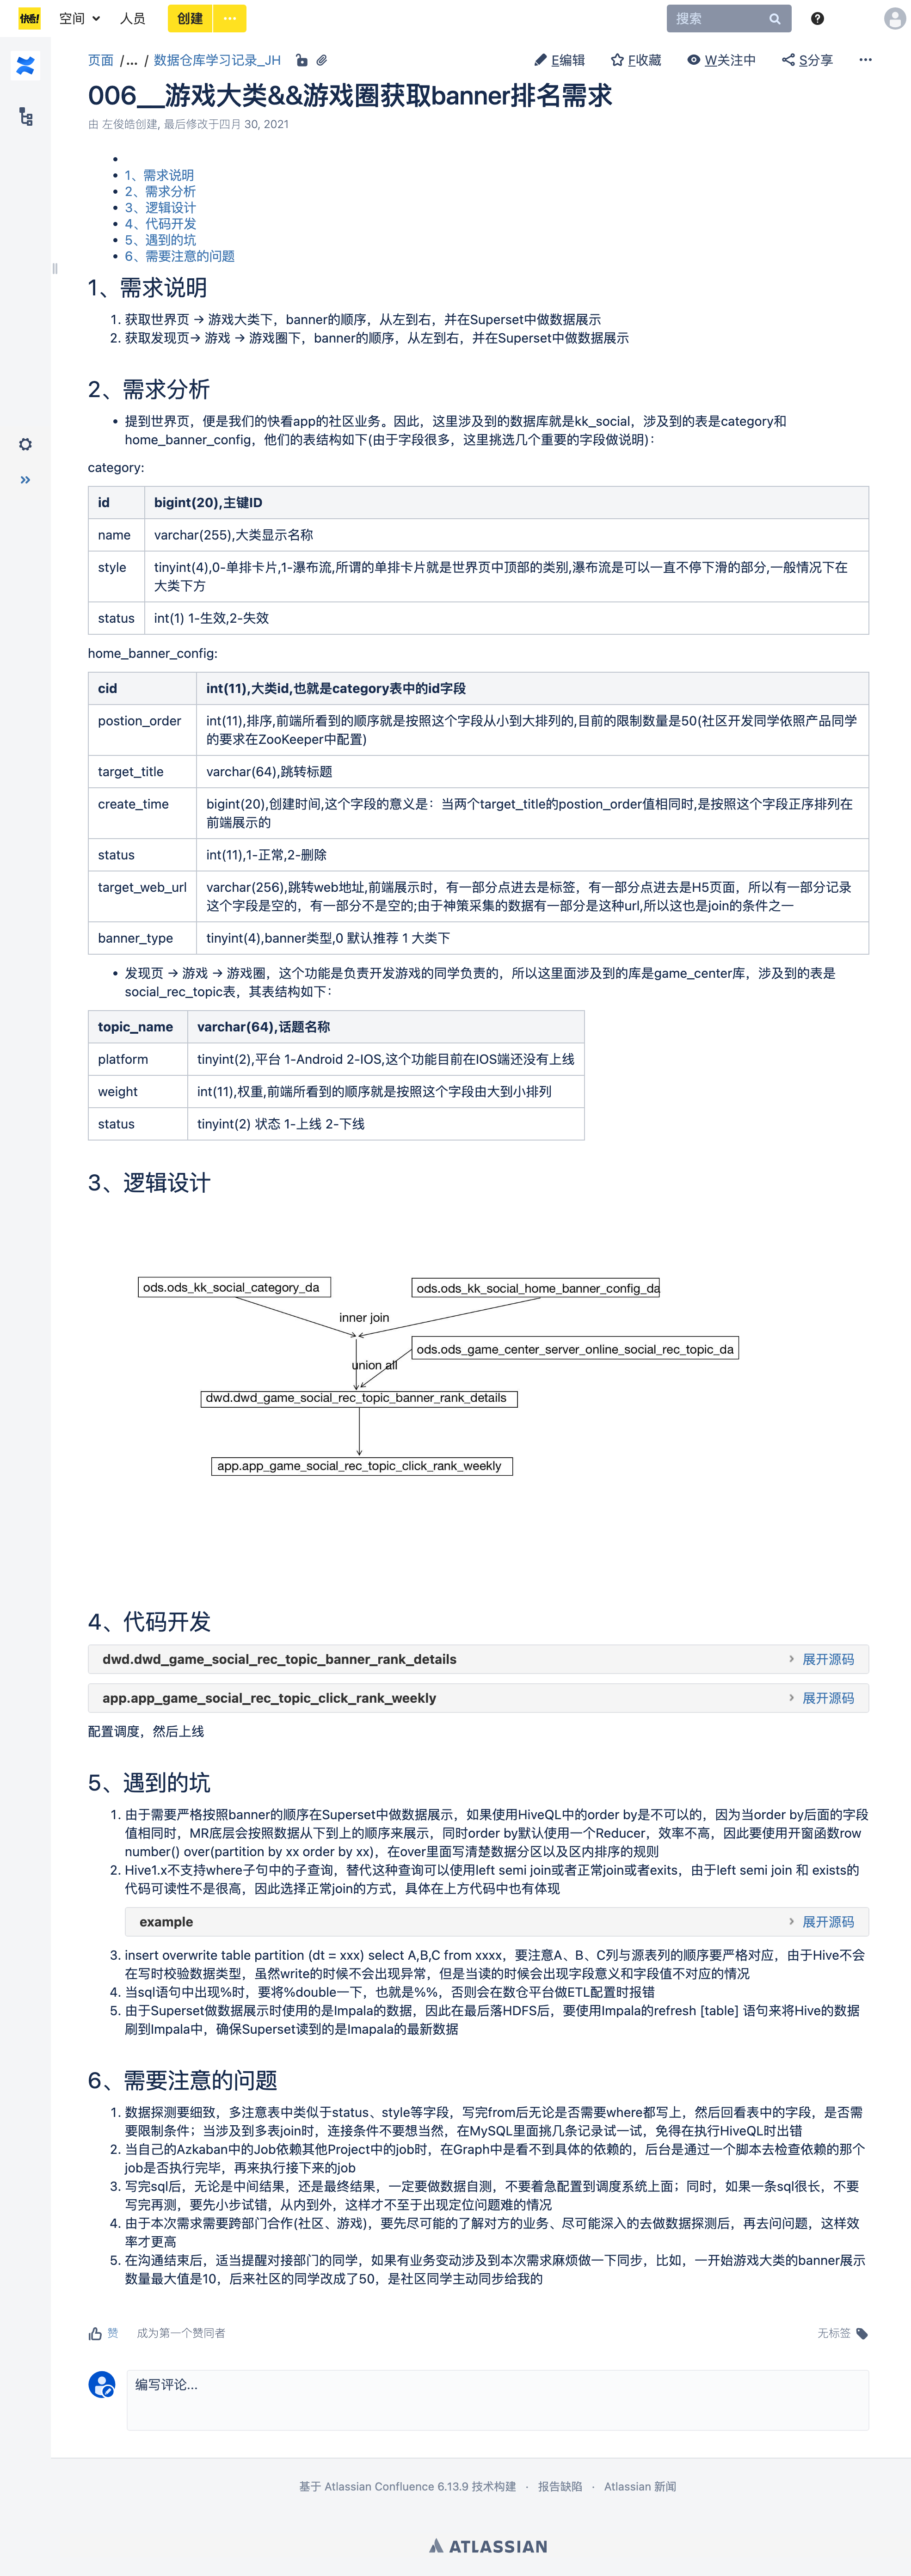 快看!
空间 人员 创建 ··· 搜索
页面 /... / 数据仓库学习记录_JH E编辑 F收藏 W关注中 S分享 ···
006__游戏大类&&游戏圈获取banner排名需求
由 左俊皓创建, 最后修改于四月 30, 2021
1、需求说明
2、需求分析
3、逻辑设计
4、代码开发
5、遇到的坑
6、需要注意的问题
1、需求说明
1. 获取世界页 → 游戏大类下，banner的顺序，从左到右，并在Superset中做数据展示
2. 获取发现页→ 游戏 → 游戏圈下，banner的顺序，从左到右，并在Superset中做数据展示
2、需求分析
• 提到世界页，便是我们的快看app的社区业务。因此，这里涉及到的数据库就是kk_social，涉及到的表是category和
home_banner_config，他们的表结构如下(由于字段很多，这里挑选几个重要的字段做说明)：
category:
id bigint(20),主键ID
name varchar(255),大类显示名称
style tinyint(4),0-单排卡片,1-瀑布流,所谓的单排卡片就是世界页中顶部的类别,瀑布流是可以一直不停下滑的部分,一般情况下在
大类下方
status int(1) 1-生效,2-失效
home_banner_config:
cid int(11),大类id,也就是category表中的id字段
postion_order int(11),排序,前端所看到的顺序就是按照这个字段从小到大排列的,目前的限制数量是50(社区开发同学依照产品同学
的要求在ZooKeeper中配置)
target_title varchar(64),跳转标题
create_time bigint(20),创建时间,这个字段的意义是：当两个target_title的postion_order值相同时,是按照这个字段正序排列在
前端展示的
status int(11),1-正常,2-删除
target_web_url varchar(256),跳转web地址,前端展示时，有一部分点进去是标签，有一部分点进去是H5页面，所以有一部分记录
这个字段是空的，有一部分不是空的;由于神策采集的数据有一部分是这种url,所以这也是join的条件之一
banner_type tinyint(4),banner类型,0 默认推荐 1 大类下
• 发现页 → 游戏 → 游戏圈，这个功能是负责开发游戏的同学负责的，所以这里面涉及到的库是game_center库，涉及到的表是
social_rec_topic表，其表结构如下：
topic_name varchar(64),话题名称
platform tinyint(2),平台 1-Android 2-IOS,这个功能目前在IOS端还没有上线
weight int(11),权重,前端所看到的顺序就是按照这个字段由大到小排列
status tinyint(2) 状态 1-上线 2-下线
3、逻辑设计
ods.ods_kk_social_category_da ods.ods_kk_social_home_banner_config_da
inner join
ods.ods_game_center_server_online_social_rec_topic_da
union all
dwd.dwd_game_social_rec_topic_banner_rank_details
app.app_game_social_rec_topic_click_rank_weekly
4、代码开发
dwd.dwd_game_social_rec_topic_banner_rank_details 展开源码
app.app_game_social_rec_topic_click_rank_weekly 展开源码
配置调度，然后上线
5、遇到的坑
1. 由于需要严格按照banner的顺序在Superset中做数据展示，如果使用HiveQL中的order by是不可以的，因为当order by后面的字段
值相同时，MR底层会按照数据从下到上的顺序来展示，同时order by默认使用一个Reducer，效率不高，因此要使用开窗函数row
number() over(partition by xx order by xx)，在over里面写清楚数据分区以及区内排序的规则
2. Hive1.x不支持where子句中的子查询，替代这种查询可以使用left semi join或者正常join或者exits，由于left semi join 和 exists的
代码可读性不是很高，因此选择正常join的方式，具体在上方代码中也有体现
example 展开源码
3. insert overwrite table partition (dt = xxx) select A,B,C from xxxx，要注意A、B、C列与源表列的顺序要严格对应，由于Hive不会
在写时校验数据类型，虽然write的时候不会出现异常，但是当读的时候会出现字段意义和字段值不对应的情况
4. 当sql语句中出现%时，要将%double一下，也就是%%，否则会在数仓平台做ETL配置时报错
5. 由于Superset做数据展示时使用的是Impala的数据，因此在最后落HDFS后，要使用Impala的refresh [table] 语句来将Hive的数据
刷到Impala中，确保Superset读到的是Imapala的最新数据
6、需要注意的问题
1. 数据探测要细致，多注意表中类似于status、style等字段，写完from后无论是否需要where都写上，然后回看表中的字段，是否需
要限制条件；当涉及到多表join时，连接条件不要想当然，在MySQL里面挑几条记录试一试，免得在执行HiveQL时出错
2. 当自己的Azkaban中的Job依赖其他Project中的job时，在Graph中是看不到具体的依赖的，后台是通过一个脚本去检查依赖的那个
job是否执行完毕，再来执行接下来的job
3. 写完sql后，无论是中间结果，还是最终结果，一定要做数据自测，不要着急配置到调度系统上面；同时，如果一条sql很长，不要
写完再测，要先小步试错，从内到外，这样才不至于出现定位问题难的情况
4. 由于本次需求需要跨部门合作(社区、游戏)，要先尽可能的了解对方的业务、尽可能深入的去做数据探测后，再去问问题，这样效
率才更高
5. 在沟通结束后，适当提醒对接部门的同学，如果有业务变动涉及到本次需求麻烦做一下同步，比如，一开始游戏大类的banner展示
数量最大值是10，后来社区的同学改成了50，是社区同学主动同步给我的
赞 成为第一个赞同者 无标签
编写评论...
基于 Atlassian Confluence 6.13.9 技术构建 · 报告缺陷 · Atlassian 新闻
ATLASSIAN